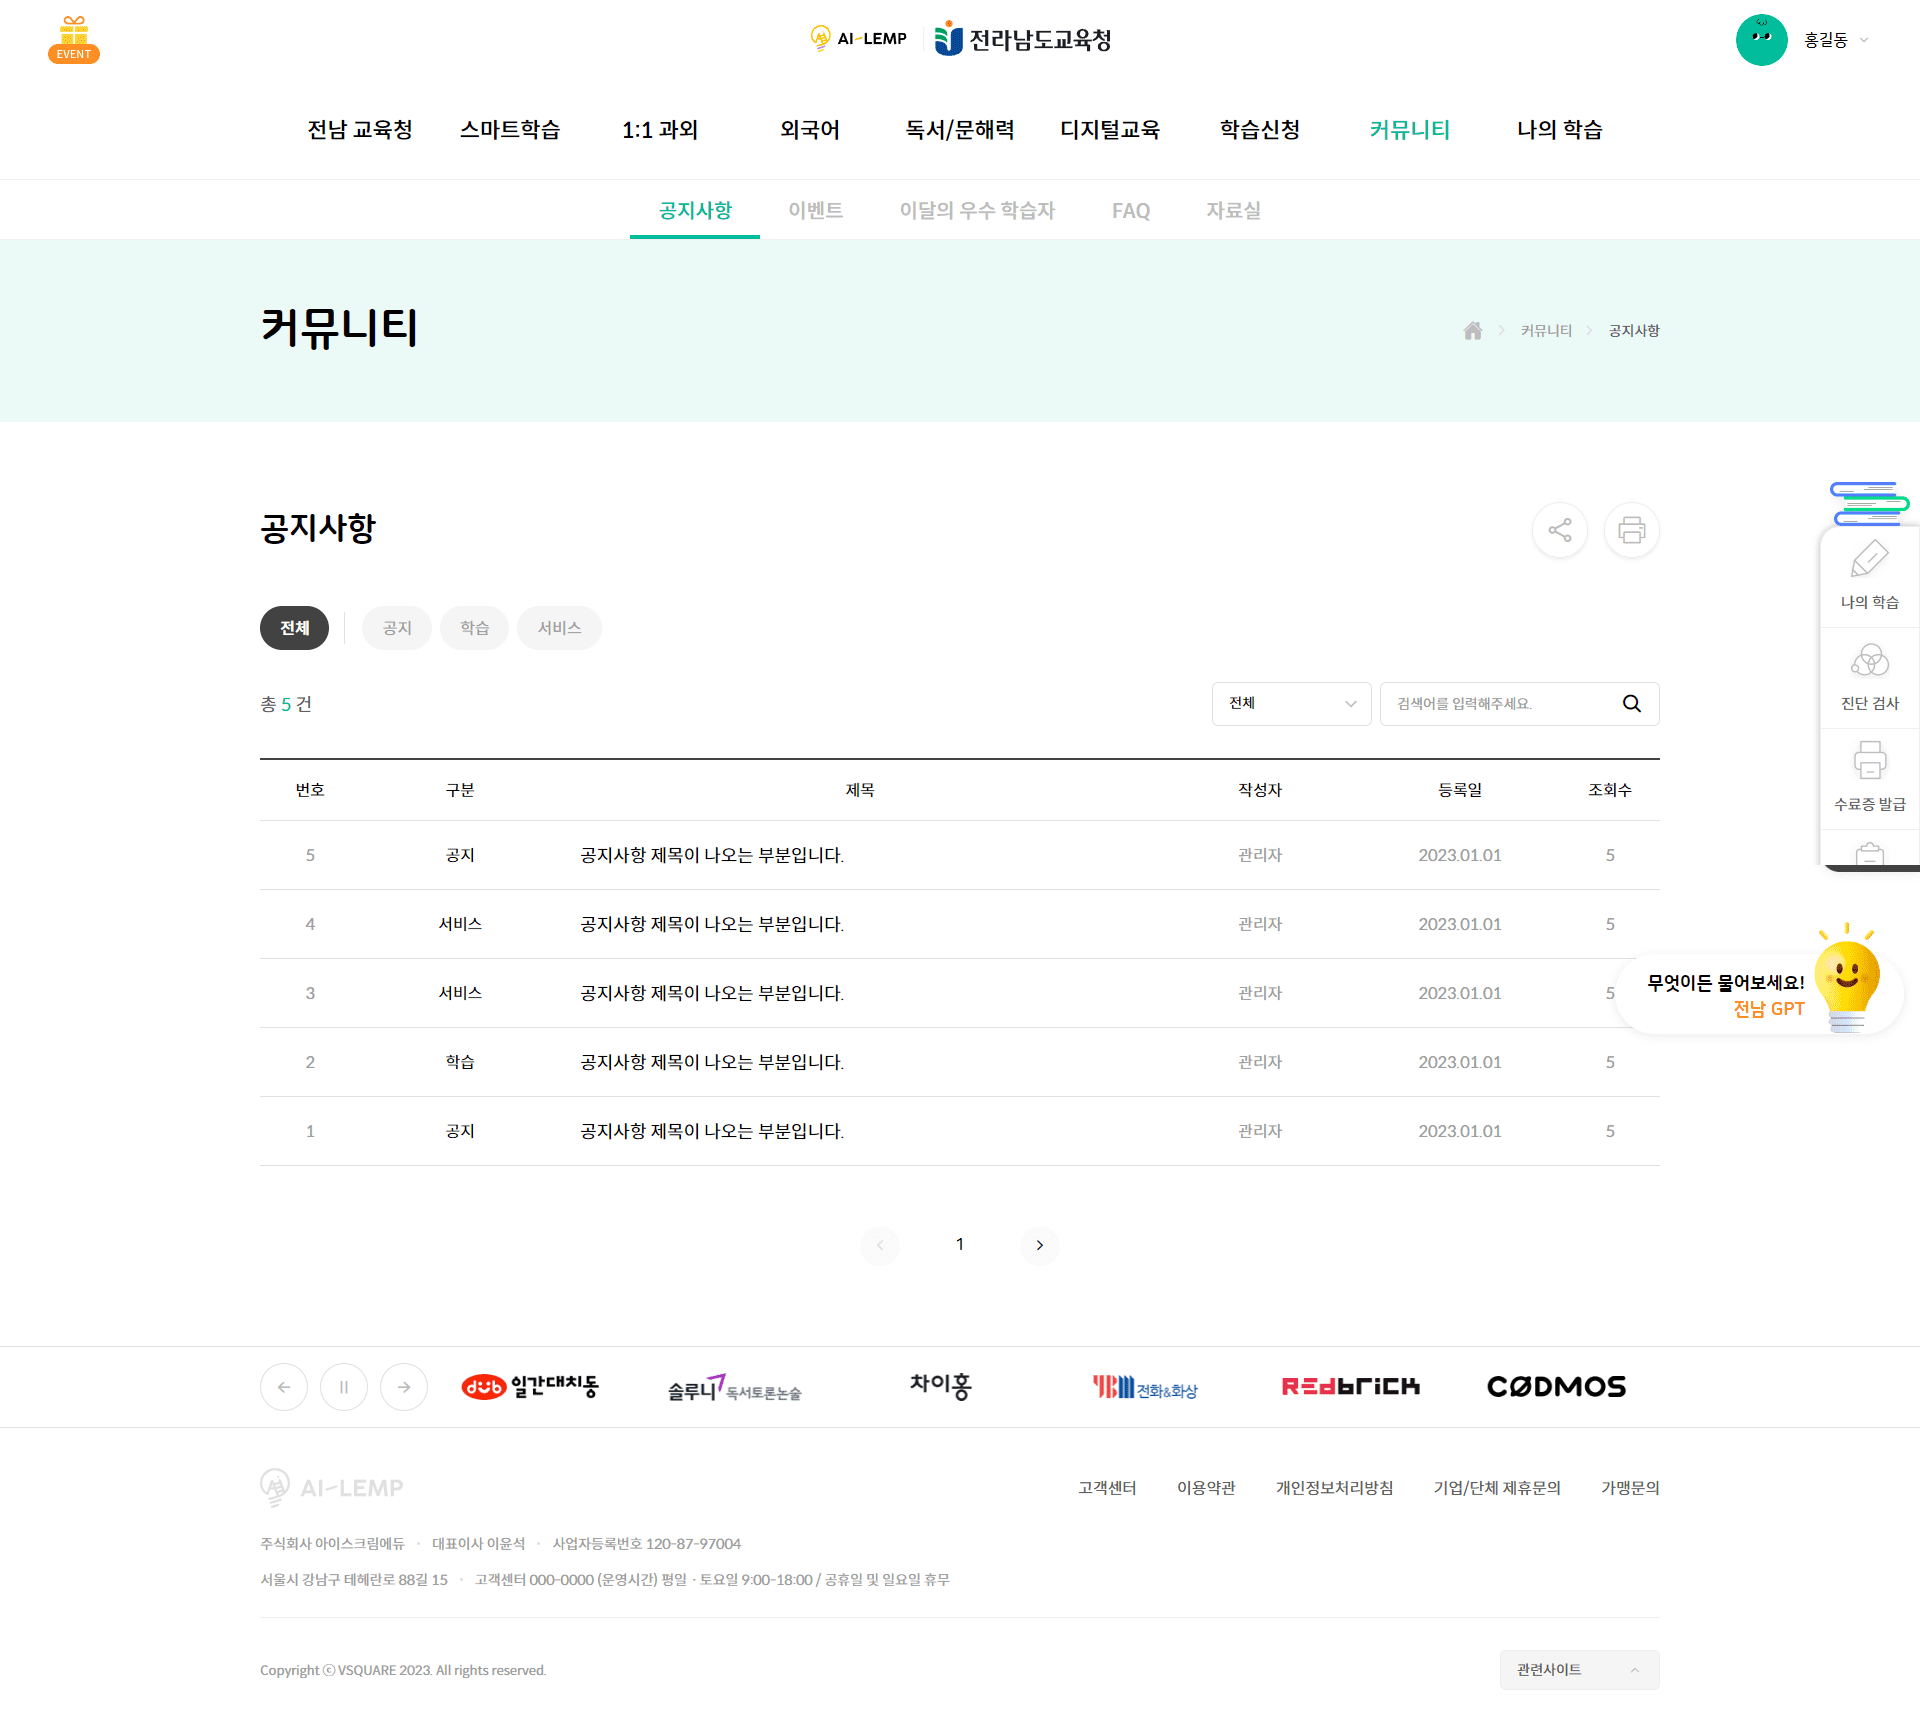 EVENT
AI-LEMP
전라남도교육청
홍길동
전남 교육청 스마트학습 1:1 과외 외국어 독서/문해력 디지털교육 학습신청 커뮤니티 나의 학습
공지사항 이벤트 이달의 우수 학습자 FAQ 자료실
커뮤니티
커뮤니티 공지사항
공지사항
전체 공지 학습 서비스
총 5 건
전체
검색어를 입력해주세요.
번호 구분 제목 작성자 등록일 조회수
5 공지 공지사항 제목이 나오는 부분입니다. 관리자 2023.01.01 5
4 서비스 공지사항 제목이 나오는 부분입니다. 관리자 2023.01.01 5
3 서비스 공지사항 제목이 나오는 부분입니다. 관리자 2023.01.01 5
2 학습 공지사항 제목이 나오는 부분입니다. 관리자 2023.01.01 5
1 공지 공지사항 제목이 나오는 부분입니다. 관리자 2023.01.01 5
1
나의 학습
진단 검사
수료증 발급
무엇이든 물어보세요!
전남 GPT
dub 일간대치동
솔루니 독서토론논술
차이홍
YBM 전화&화상
REdbrick
CODMOS
AI-LEMP
고객센터 이용약관 개인정보처리방침 기업/단체 제휴문의 가맹문의
주식회사 아이스크림에듀 · 대표이사 이윤석 · 사업자등록번호 120-87-97004
서울시 강남구 테헤란로 88길 15 · 고객센터 000-0000 (운영시간) 평일 · 토요일 9:00-18:00 / 공휴일 및 일요일 휴무
Copyright ⓒ VSQUARE 2023. All rights reserved.
관련사이트